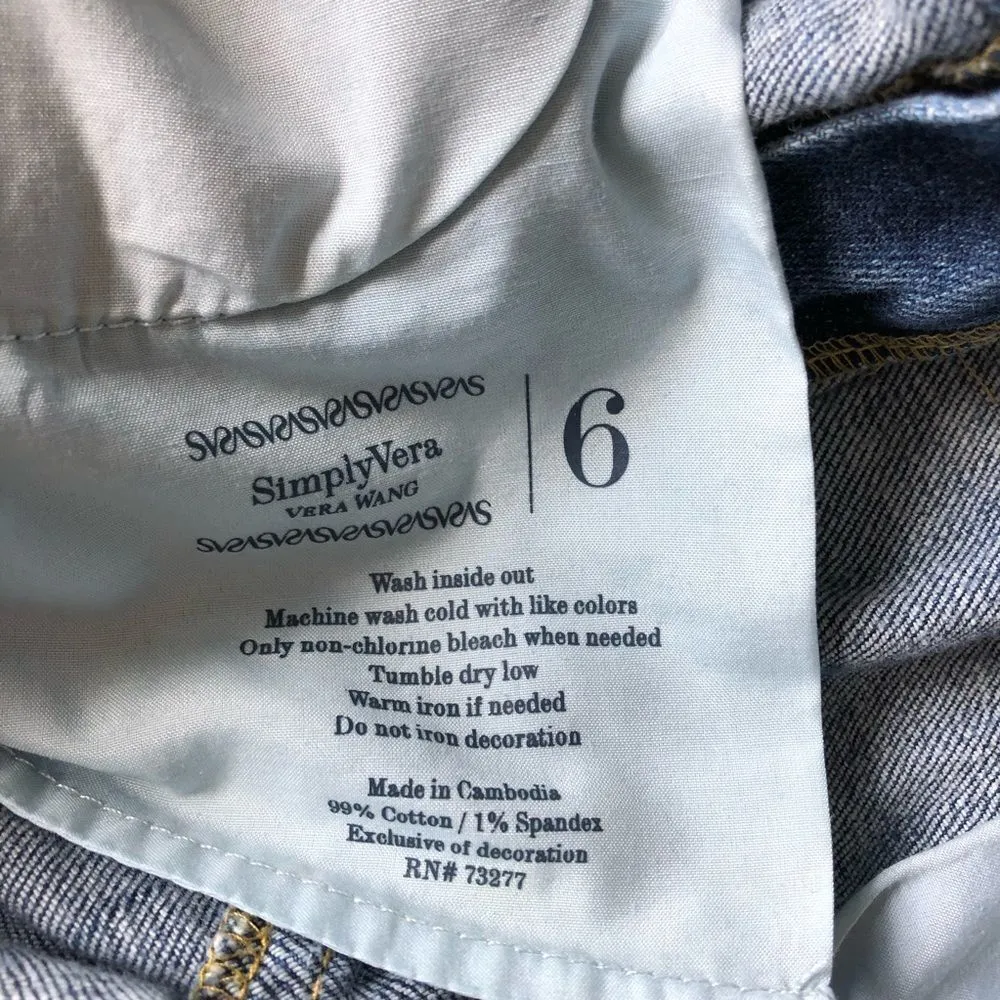 SimplyVera
VERA WANG
6
Wash inside out
Machine wash cold with like colors
Only non-chlorine bleach when needed
Tumble dry low
Warm iron if needed
Do not iron decoration
Made in Cambodia
99% Cotton / 1% Spandex
Exclusive of decoration
RN# 73277